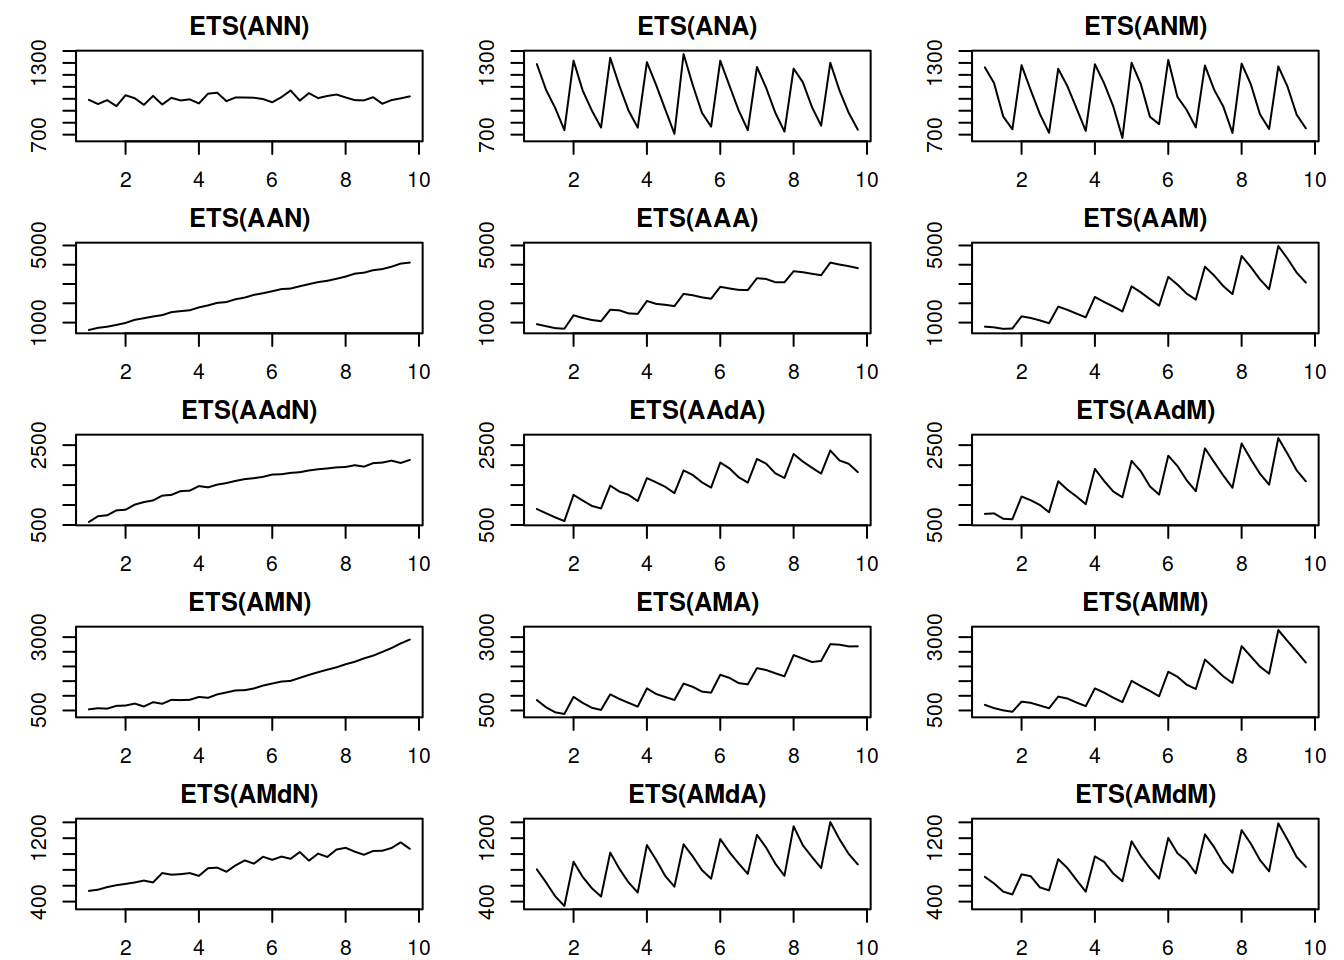 ETS(ANN) ETS(ANA) ETS(ANM)
700 1300
2 4 6 8 10 2 4 6 8 10 2 4 6 8 10
700 1300
700 1300
ETS(AAN) ETS(AAA) ETS(AAM)
1000 5000
2 4 6 8 10 2 4 6 8 10 2 4 6 8 10
1000 5000
1000 5000
ETS(AAdN) ETS(AAdA) ETS(AAdM)
500 2500
2 4 6 8 10 2 4 6 8 10 2 4 6 8 10
500 2500
500 2500
ETS(AMN) ETS(AMA) ETS(AMM)
500 3000
2 4 6 8 10 2 4 6 8 10 2 4 6 8 10
500 3000
500 3000
ETS(AMdN) ETS(AMdA) ETS(AMdM)
400 1200
2 4 6 8 10 2 4 6 8 10 2 4 6 8 10
400 1200
400 1200